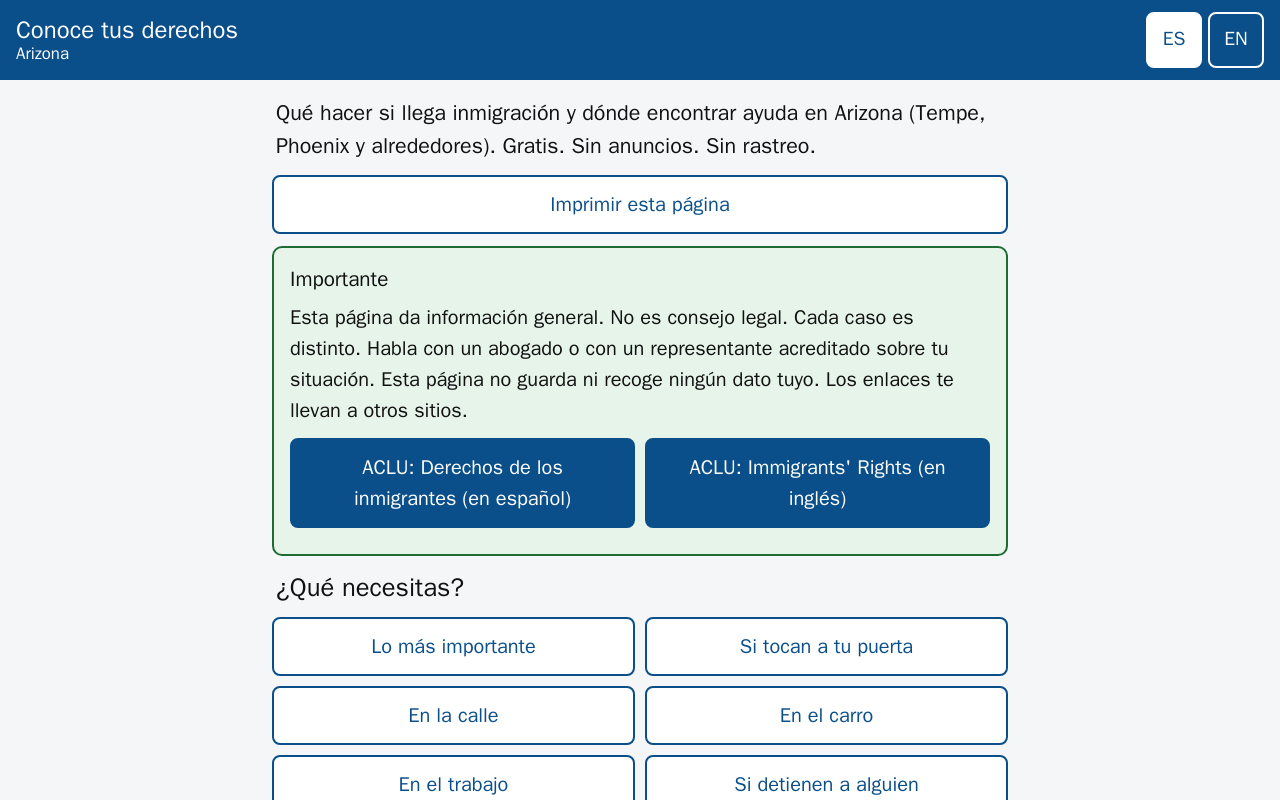 Conoce tus derechos
Arizona
ES
EN
Qué hacer si llega inmigración y dónde encontrar ayuda en Arizona (Tempe,
Phoenix y alrededores). Gratis. Sin anuncios. Sin rastreo.
Imprimir esta página
Importante
Esta página da información general. No es consejo legal. Cada caso es
distinto. Habla con un abogado o con un representante acreditado sobre tu
situación. Esta página no guarda ni recoge ningún dato tuyo. Los enlaces te
llevan a otros sitios.
ACLU: Derechos de los
inmigrantes (en español)
ACLU: Immigrants' Rights (en
inglés)
¿Qué necesitas?
Lo más importante
Si tocan a tu puerta
En la calle
En el carro
En el trabajo
Si detienen a alguien